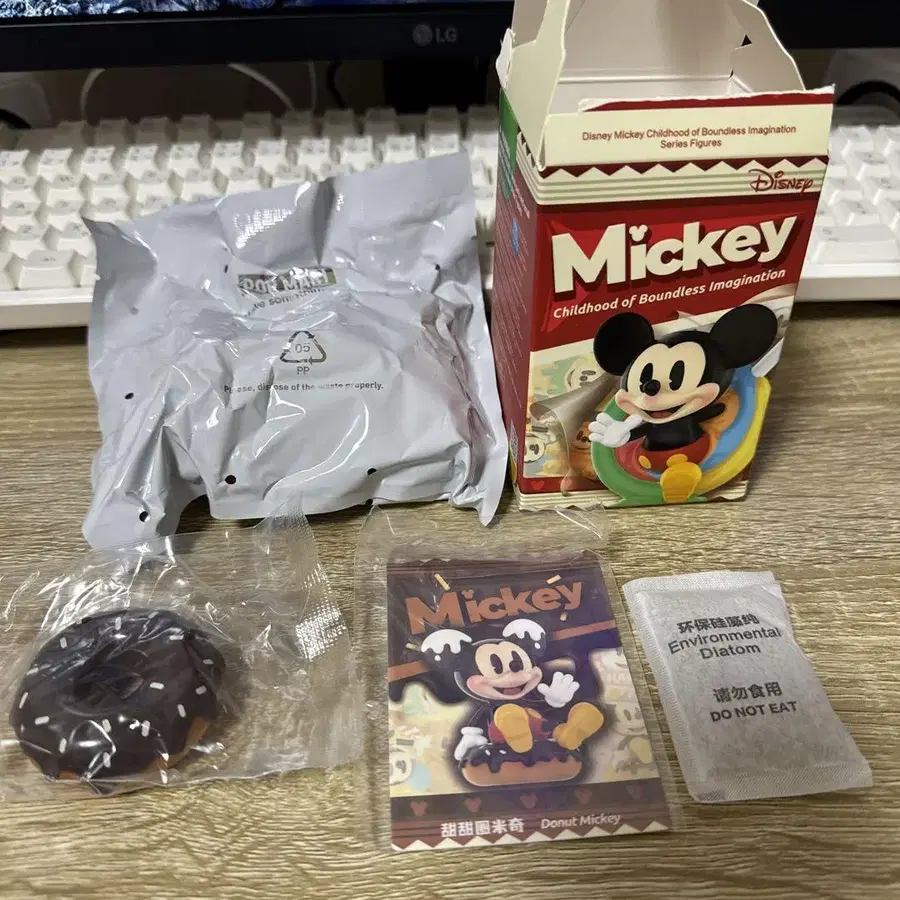 LG
Disney Mickey Childhood of Boundless Imagination
Series Figures
Disney
Mickey
Childhood of Boundless Imagination
POP MART
05
PP
Please, dispose of the waste properly.
Mickey
甜甜圈米奇 Donut Mickey
环保硅藻纯
Environmental
Diatom
请勿食用
DO NOT EAT